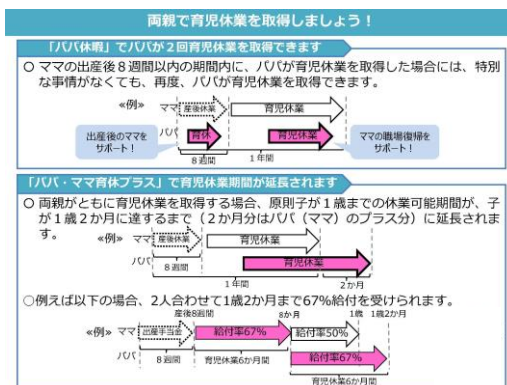 両親で育児休業を取得しましょう！
「パパ休暇」でパパが２回育児休業を取得できます
○ ママの出産後８週間以内の期間内に、パパが育児休業を取得した場合には、特別
な事情がなくても、再度、パパが育児休業を取得できます。
≪例≫ ママ 産後休業 育児休業
パパ 育休 育児休業
出産後のママを
サポート！
ママの職場復帰を
サポート！
８週間 １年間
「パパ・ママ育休プラス」で育児休業期間が延長されます
○ 両親がともに育児休業を取得する場合、原則子が１歳までの休業可能期間が、子
が１歳２か月に達するまで（２か月分はパパ（ママ）のプラス分）に延長されま
す。
≪例≫ ママ 産後休業 育児休業
パパ 育児休業
８週間
１年間 ２か月
○例えば以下の場合、２人合わせて１歳２か月まで67%給付を受けられます。
産後８週間 8か月 1歳 1歳2か月
≪例≫ ママ 出産手当金 給付率67% 給付率50%
パパ ８週間 育児休業6か月間 給付率67%
育児休業6か月間